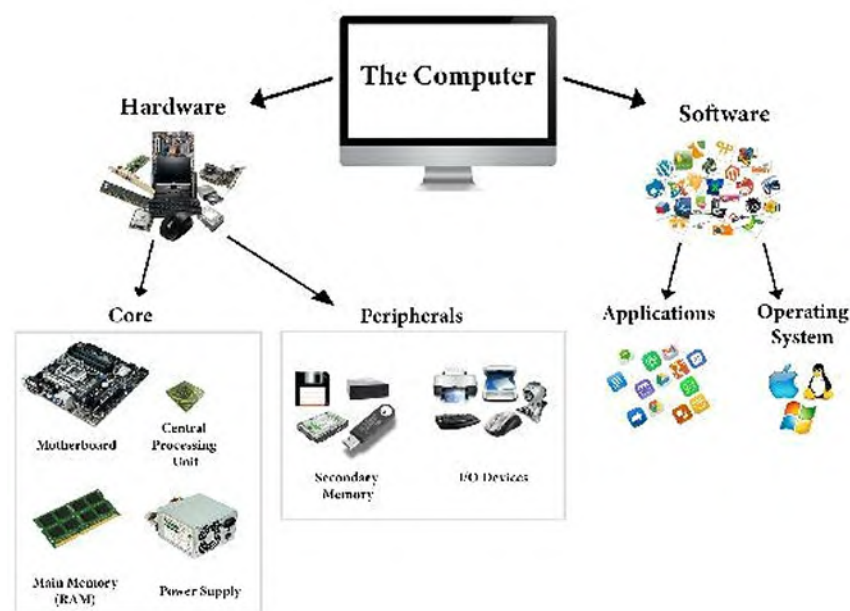 The Computer
Hardware
Software
Core
Peripherals
Applications
Operating
System
Motherboard
Central
Processing
Unit
Secondary
Memory
I/O Devices
Main Memory
(RAM)
Power Supply